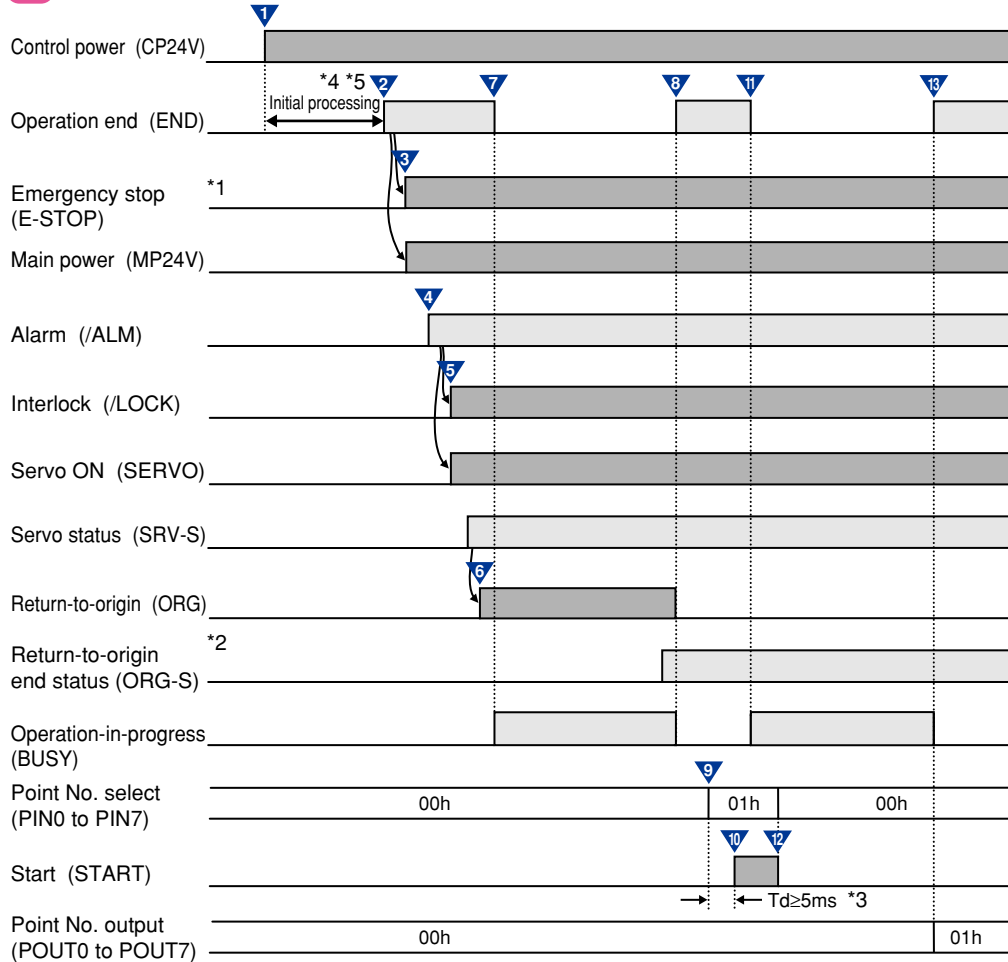 1
Control power (CP24V)
*4 *5
2
7
8
11
13
Initial processing
Operation end (END)
3
*1
Emergency stop
(E-STOP)
Main power (MP24V)
4
Alarm (/ALM)
5
Interlock (/LOCK)
Servo ON (SERVO)
Servo status (SRV-S)
6
Return-to-origin (ORG)
*2
Return-to-origin
end status (ORG-S)
Operation-in-progress
(BUSY)
9
Point No. select
(PIN0 to PIN7)
00h
01h
00h
10
12
Start (START)
Td≥5ms *3
Point No. output
(POUT0 to POUT7)
00h
01h